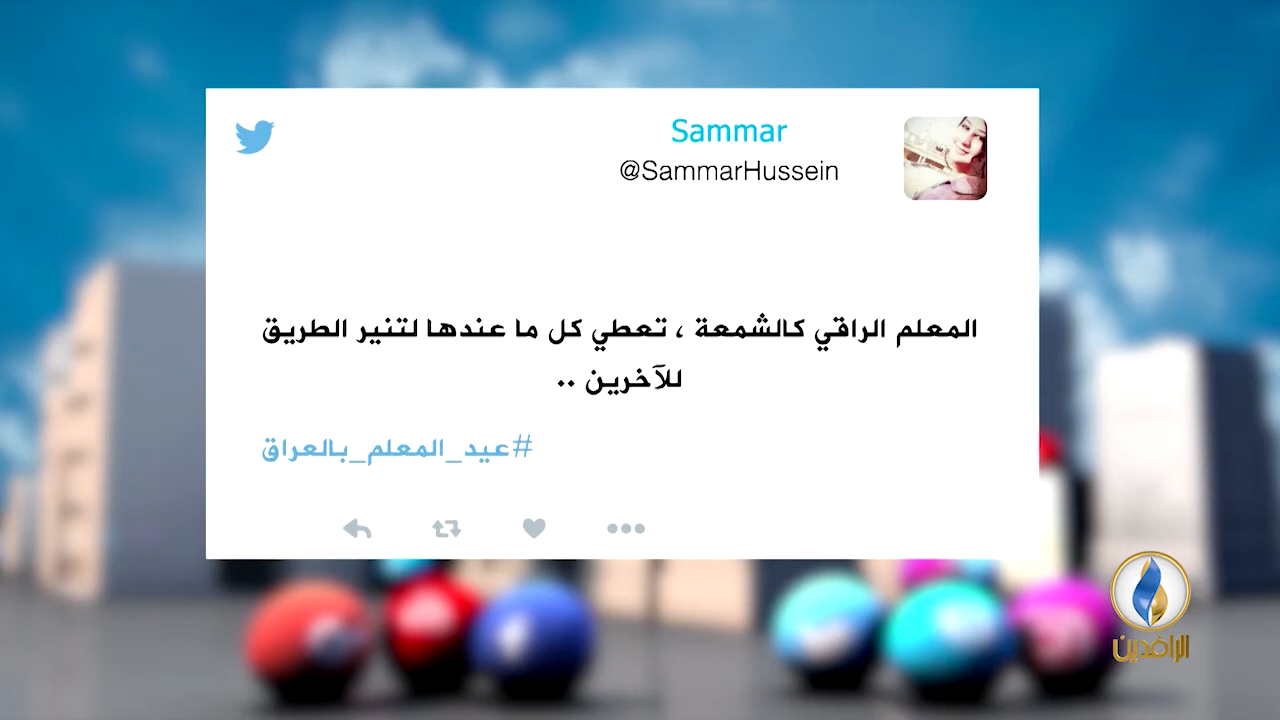 Sammar
@SammarHussein
المعلم الراقي كالشمعة ، تعطي كل ما عندها لتنير الطريق
للآخرين ..
#عيد_المعلم_بالعراق
الرافدين